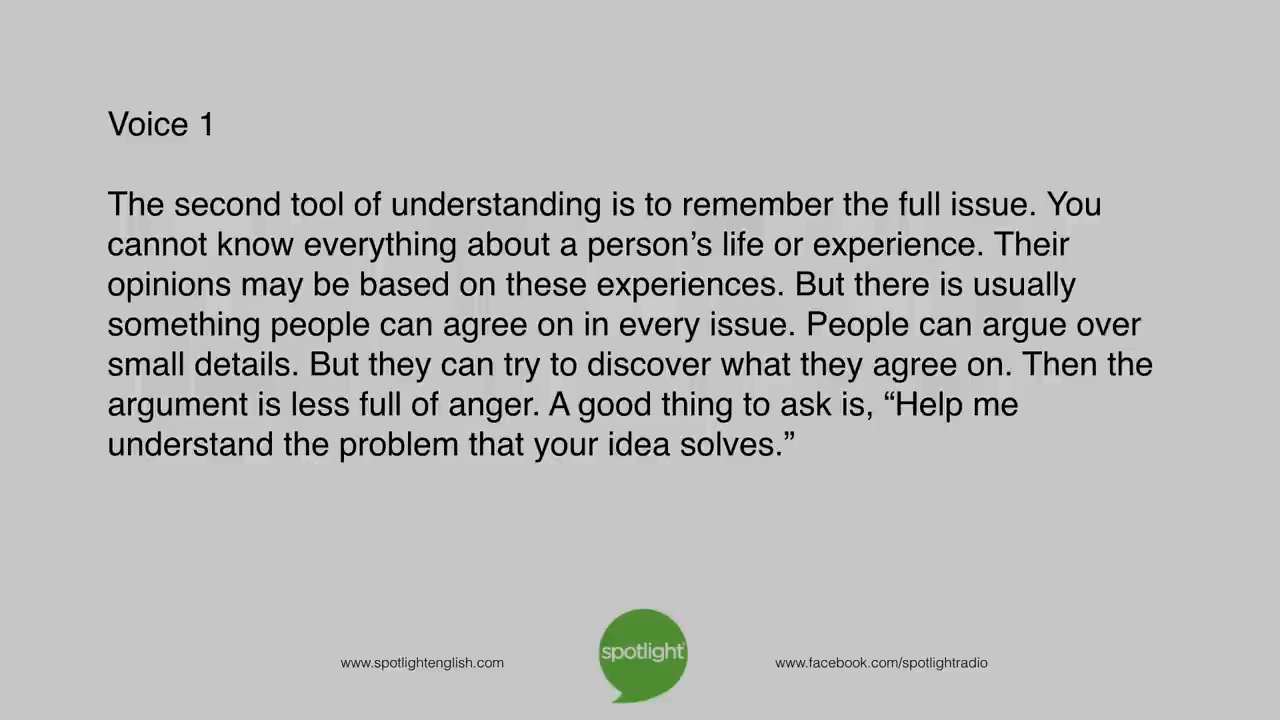 Voice 1
The second tool of understanding is to remember the full issue. You
cannot know everything about a person’s life or experience. Their
opinions may be based on these experiences. But there is usually
something people can agree on in every issue. People can argue over
small details. But they can try to discover what they agree on. Then the
argument is less full of anger. A good thing to ask is, “Help me
understand the problem that your idea solves.”
www.spotlightenglish.com
spotlight
www.facebook.com/spotlightradio